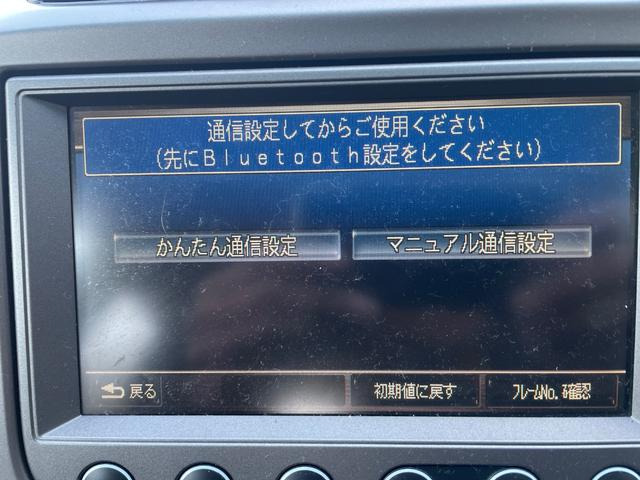 通信設定してからご使用ください
(先にBluetooth設定をしてください)
かんたん通信設定
マニュアル通信設定
戻る
初期値に戻す
フレームNo.確認